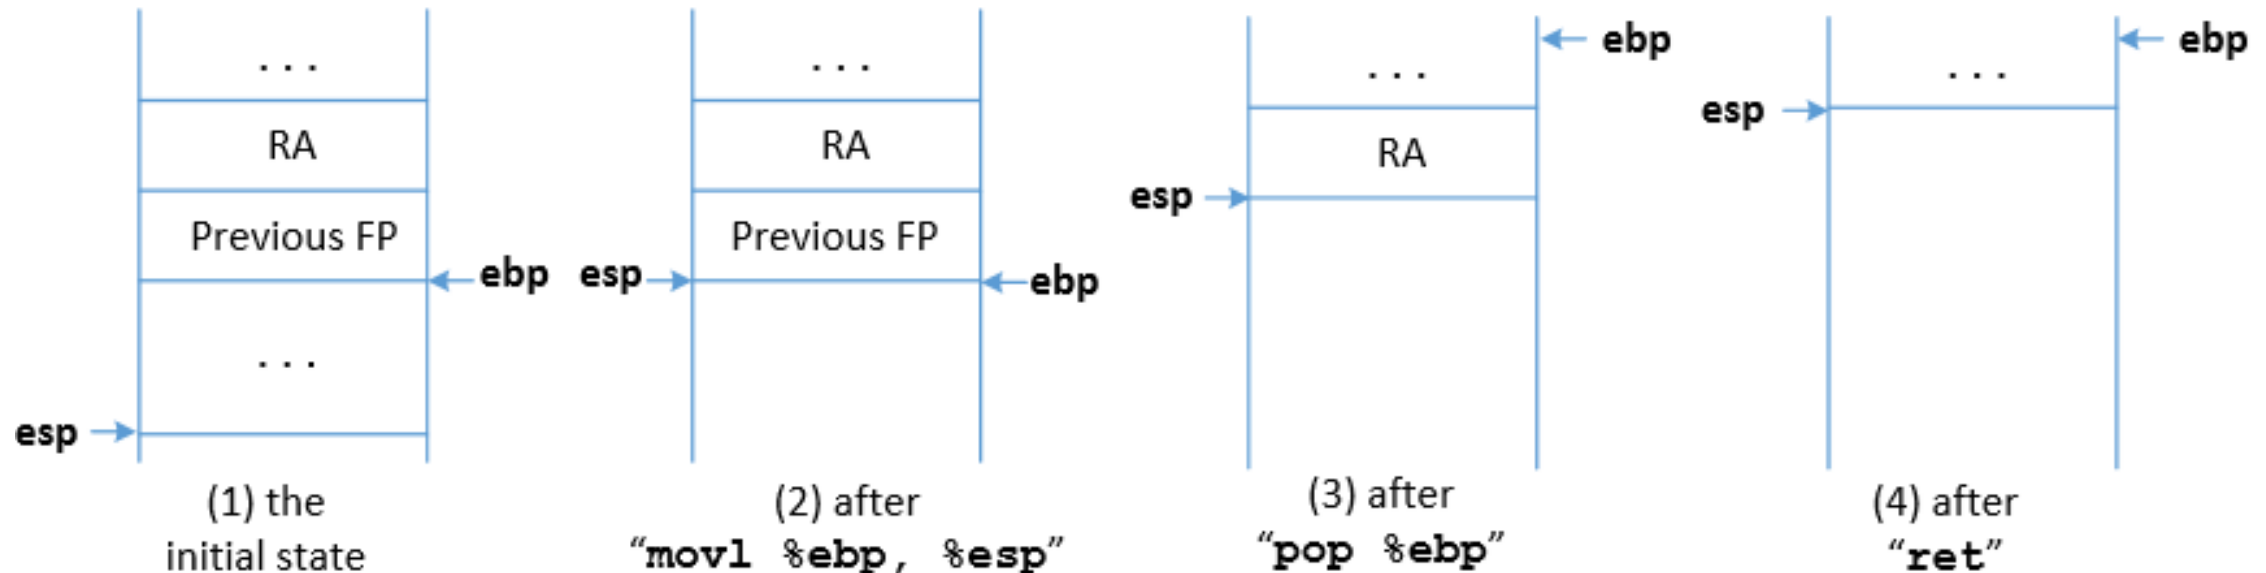 . . .
RA
Previous FP
ebp
. . .
esp
(1) the
initial state
. . .
RA
Previous FP
esp
ebp
(2) after
“movl %ebp, %esp”
ebp
. . .
RA
esp
(3) after
“pop %ebp”
ebp
. . .
esp
(4) after
“ret”